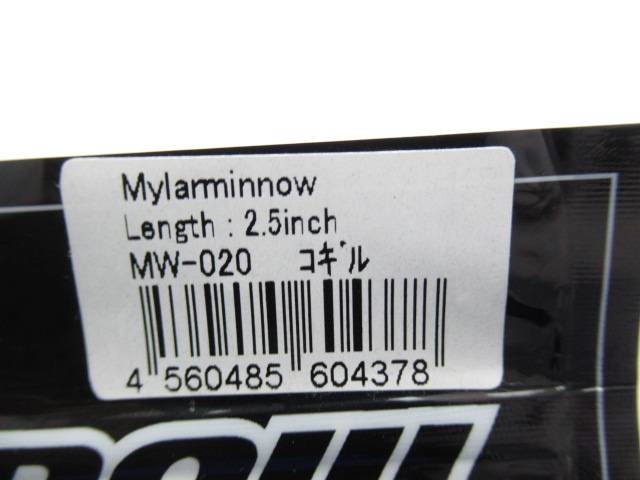 Mylarminnow
Length : 2.5inch
MW-020 コギル
4 560485 604378